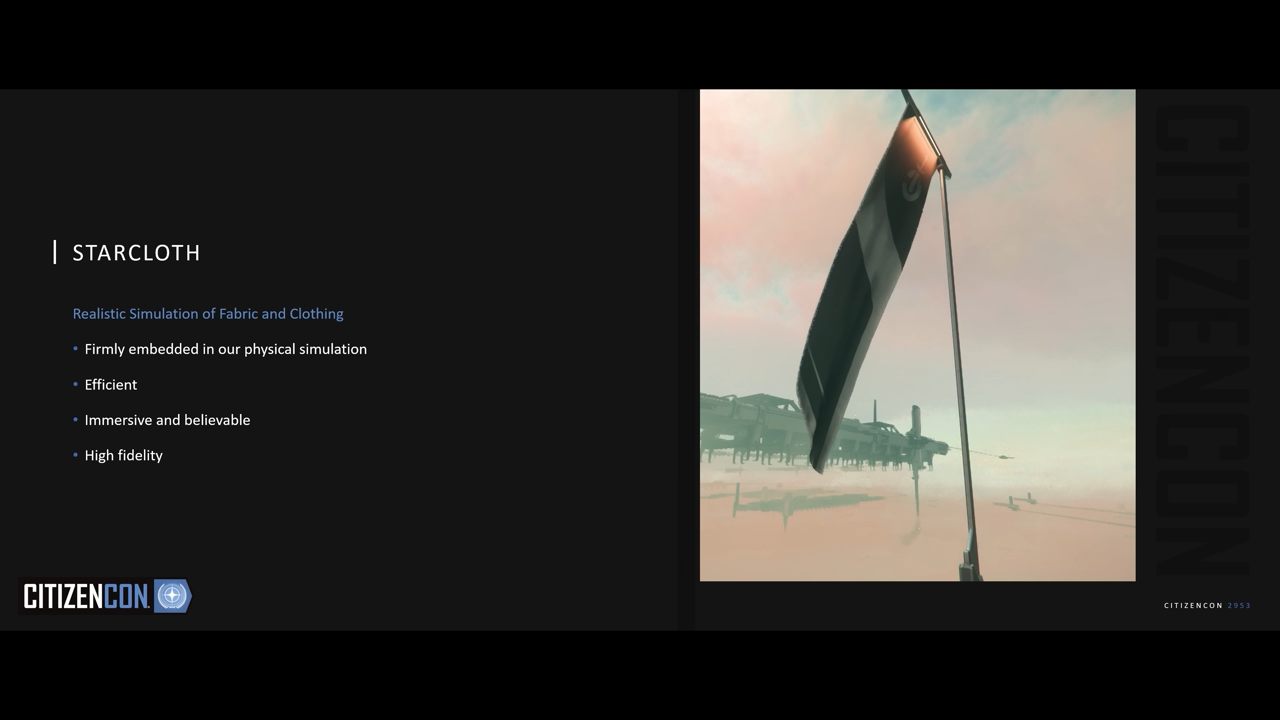 STARCLOTH
Realistic Simulation of Fabric and Clothing
• Firmly embedded in our physical simulation
• Efficient
• Immersive and believable
• High fidelity
CITIZENCON
CITIZENCON
CITIZENCON 2953